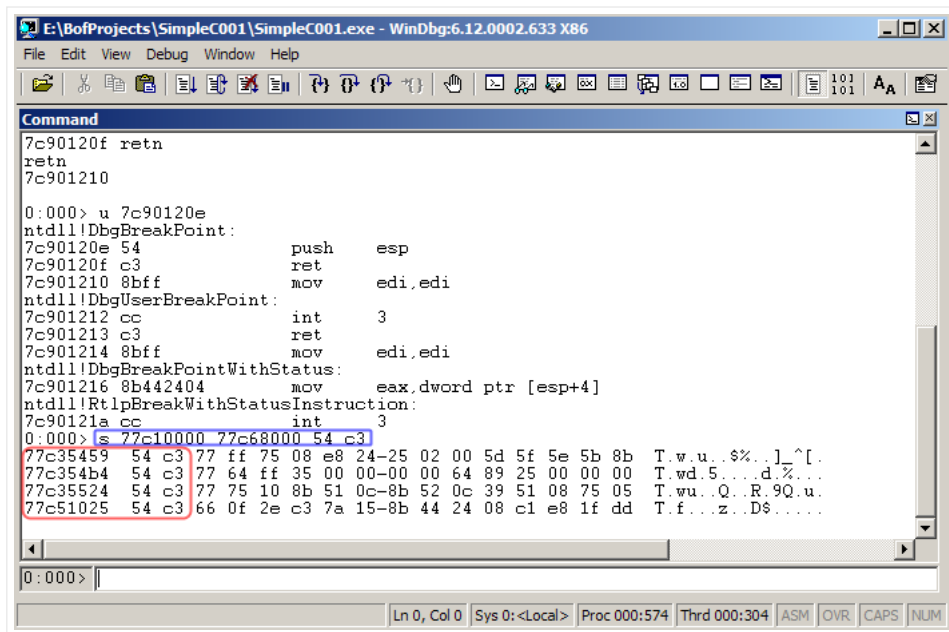 E:\BofProjects\SimpleC001\SimpleC001.exe - WinDbg:6.12.0002.633 X86
File Edit View Debug Window Help
101
101
AA
Command
7c90120f retn
retn
7c901210
0:000> u 7c90120e
ntdll!DbgBreakPoint:
7c90120e 54 push esp
7c90120f c3 ret
7c901210 8bff mov edi,edi
ntdll!DbgUserBreakPoint:
7c901212 cc int 3
7c901213 c3 ret
7c901214 8bff mov edi,edi
ntdll!DbgBreakPointWithStatus:
7c901216 8b442404 mov eax,dword ptr [esp+4]
ntdll!RtlpBreakWithStatusInstruction:
7c90121a cc int 3
0:000> s 77c10000 77c68000 54 c3
77c35459 54 c3 77 ff 75 08 e8 24-25 02 00 5d 5f 5e 5b 8b T.w.u..$%..]_^[.
77c354b4 54 c3 77 64 ff 35 00 00-00 00 64 89 25 00 00 00 T.wd.5....d.%...
77c35524 54 c3 77 75 10 8b 51 0c-8b 52 0c 39 51 08 75 05 T.wu..Q..R.9Q.u.
77c51025 54 c3 66 0f 2e c3 7a 15-8b 44 24 08 c1 e8 1f dd T.f...z..D$.....
0:000>
Ln 0, Col 0 Sys 0:<Local> Proc 000:574 Thrd 000:304 ASM OVR CAPS NUM